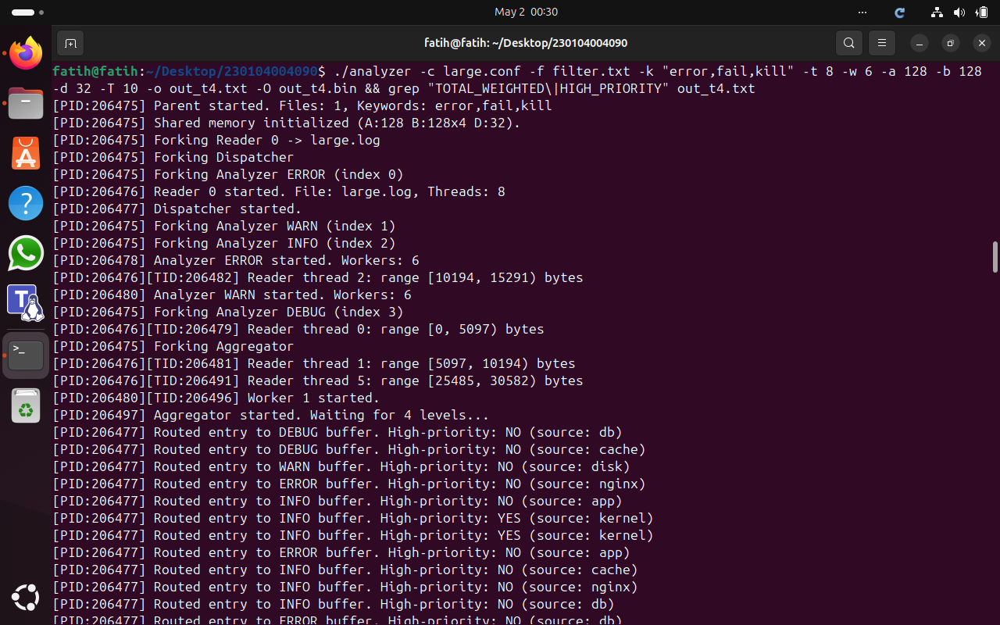 May 2 00:30
fatih@fatih: ~/Desktop/230104004090
fatih@fatih:~/Desktop/230104004090$ ./analyzer -c large.conf -f filter.txt -k "error,fail,kill" -t 8 -w 6 -a 128 -b 128
-d 32 -T 10 -o out_t4.txt -O out_t4.bin && grep "TOTAL_WEIGHTED\|HIGH_PRIORITY" out_t4.txt
[PID:206475] Parent started. Files: 1, Keywords: error,fail,kill
[PID:206475] Shared memory initialized (A:128 B:128x4 D:32).
[PID:206475] Forking Reader 0 -> large.log
[PID:206475] Forking Dispatcher
[PID:206475] Forking Analyzer ERROR (index 0)
[PID:206476] Reader 0 started. File: large.log, Threads: 8
[PID:206477] Dispatcher started.
[PID:206475] Forking Analyzer WARN (index 1)
[PID:206475] Forking Analyzer INFO (index 2)
[PID:206478] Analyzer ERROR started. Workers: 6
[PID:206476][TID:206482] Reader thread 2: range [10194, 15291) bytes
[PID:206480] Analyzer WARN started. Workers: 6
[PID:206475] Forking Analyzer DEBUG (index 3)
[PID:206476][TID:206479] Reader thread 0: range [0, 5097) bytes
[PID:206475] Forking Aggregator
[PID:206476][TID:206481] Reader thread 1: range [5097, 10194) bytes
[PID:206476][TID:206491] Reader thread 5: range [25485, 30582) bytes
[PID:206480][TID:206496] Worker 1 started.
[PID:206497] Aggregator started. Waiting for 4 levels...
[PID:206477] Routed entry to DEBUG buffer. High-priority: NO (source: db)
[PID:206477] Routed entry to DEBUG buffer. High-priority: NO (source: cache)
[PID:206477] Routed entry to WARN buffer. High-priority: NO (source: disk)
[PID:206477] Routed entry to ERROR buffer. High-priority: NO (source: nginx)
[PID:206477] Routed entry to INFO buffer. High-priority: NO (source: app)
[PID:206477] Routed entry to INFO buffer. High-priority: YES (source: kernel)
[PID:206477] Routed entry to INFO buffer. High-priority: YES (source: kernel)
[PID:206477] Routed entry to ERROR buffer. High-priority: NO (source: app)
[PID:206477] Routed entry to INFO buffer. High-priority: NO (source: cache)
[PID:206477] Routed entry to INFO buffer. High-priority: NO (source: nginx)
[PID:206477] Routed entry to INFO buffer. High-priority: NO (source: db)
[PID:206477] Routed entry to ERROR buffer. High-priority: NO (source: db)